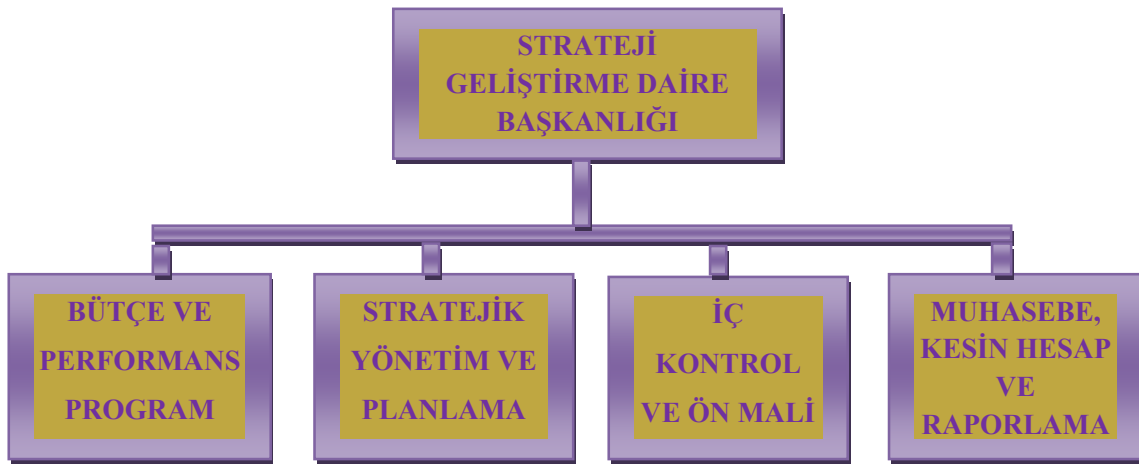 STRATEJİ
GELİŞTİRME DAİRE
BAŞKANLIĞI
BÜTÇE VE
PERFORMANS
PROGRAM
STRATEJİK
YÖNETİM VE
PLANLAMA
İÇ
KONTROL
VE ÖN MALİ
MUHASEBE,
KESİN HESAP
VE
RAPORLAMA